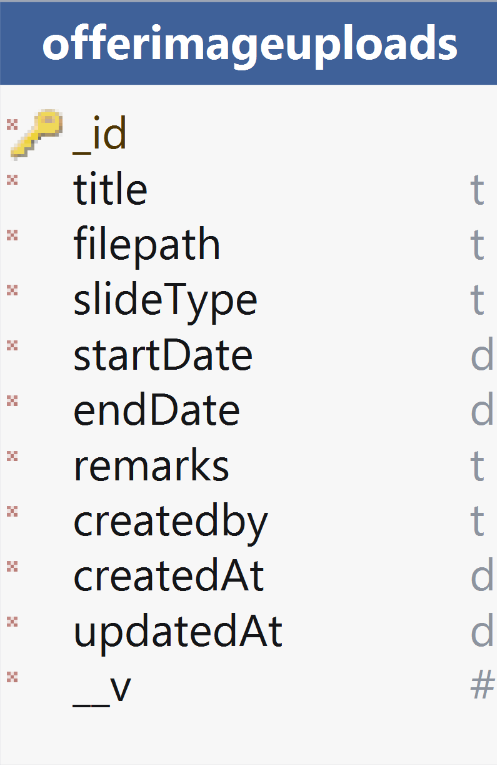 offerimageuploads
_id
title t
filepath t
slideType t
startDate d
endDate d
remarks t
createdby t
createdAt d
updatedAt d
__v #